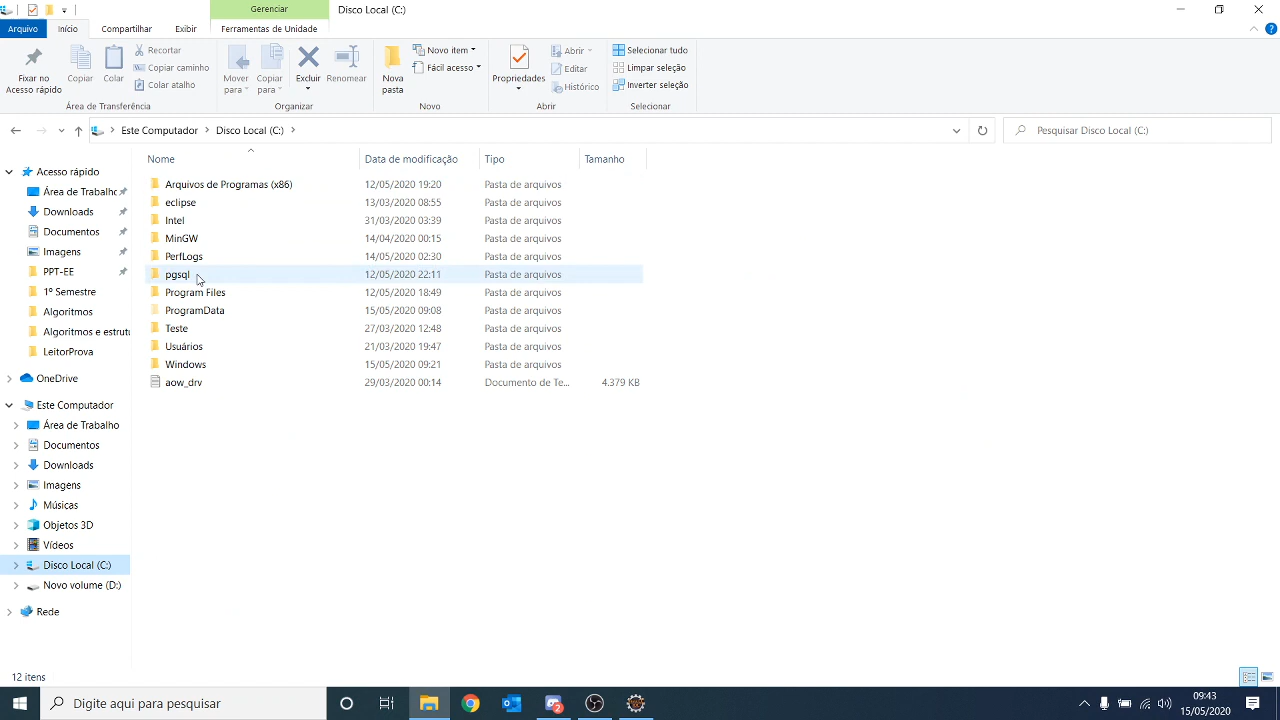 Gerenciar
Disco Local (C:)
Arquivo
Início
Compartilhar
Exibir
Ferramentas de Unidade
Fixar no
Acesso rápido
Copiar
Colar
Recortar
Copiar caminho
Colar atalho
Área de Transferência
Mover
para
Copiar
para
Excluir
Renomear
Organizar
Nova
pasta
Novo item
Fácil acesso
Novo
Propriedades
Abrir
Editar
Histórico
Abrir
Selecionar tudo
Limpar seleção
Inverter seleção
Selecionar
Este Computador
Disco Local (C:)
Pesquisar Disco Local (C:)
Nome Data de modificação Tipo Tamanho
Arquivos de Programas (x86) 12/05/2020 19:20 Pasta de arquivos
eclipse 13/03/2020 08:55 Pasta de arquivos
Intel 31/03/2020 03:39 Pasta de arquivos
MinGW 14/04/2020 00:15 Pasta de arquivos
PerfLogs 14/05/2020 02:30 Pasta de arquivos
pgsql 12/05/2020 22:11 Pasta de arquivos
Program Files 12/05/2020 18:49 Pasta de arquivos
ProgramData 15/05/2020 09:08 Pasta de arquivos
Teste 27/03/2020 12:48 Pasta de arquivos
Usuários 21/03/2020 19:47 Pasta de arquivos
Windows 15/05/2020 09:21 Pasta de arquivos
aow_drv 29/03/2020 00:14 Documento de Te... 4.379 KB
Acesso rápido
Área de Trabalho
Downloads
Documentos
Imagens
PPT-EE
1º Semestre
Algoritmos
Algoritmos e estrut
LeitorProva
OneDrive
Este Computador
Área de Trabalho
Documentos
Downloads
Imagens
Músicas
Objetos 3D
Vídeos
Disco Local (C:)
Novo volume (D:)
Rede
12 itens
Digite aqui para pesquisar
2
09:43
15/05/2020